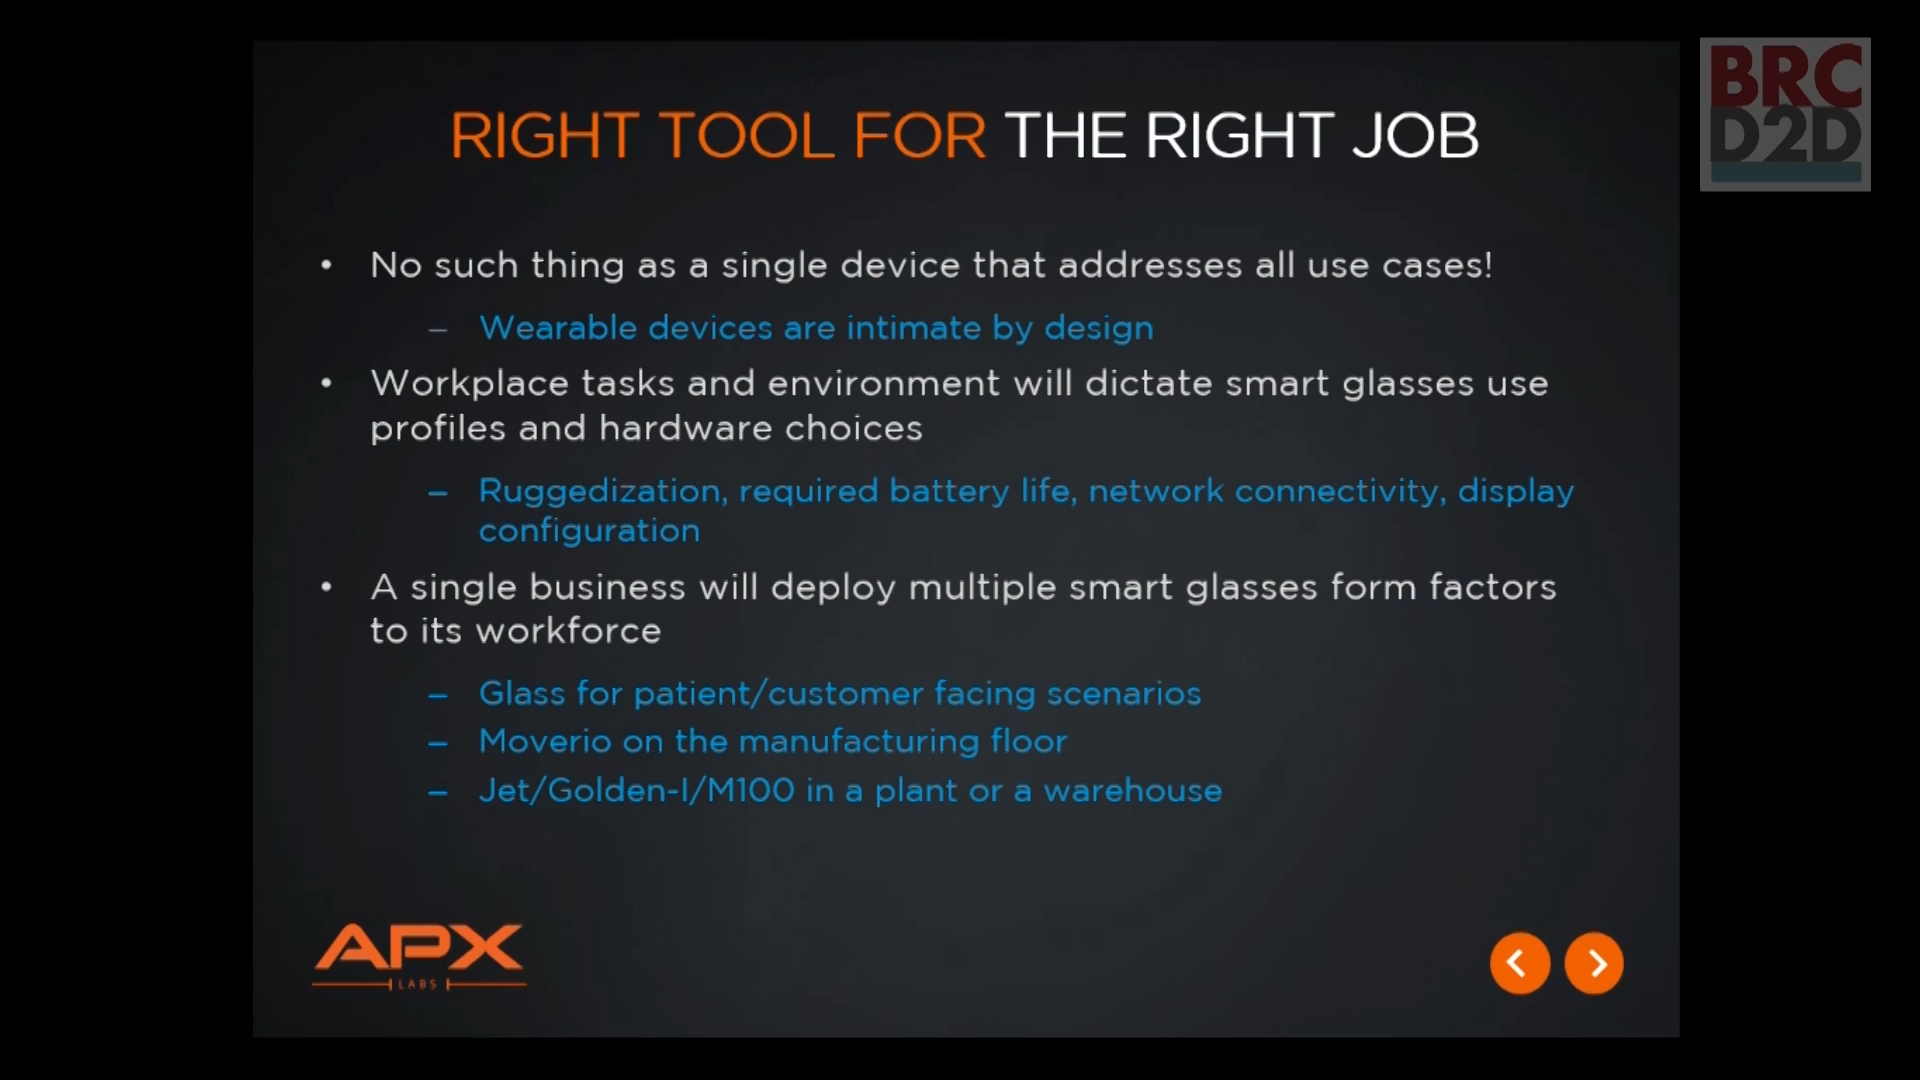 BRC
D2D
RIGHT TOOL FOR THE RIGHT JOB
• No such thing as a single device that addresses all use cases!
– Wearable devices are intimate by design
• Workplace tasks and environment will dictate smart glasses use
profiles and hardware choices
– Ruggedization, required battery life, network connectivity, display
configuration
• A single business will deploy multiple smart glasses form factors
to its workforce
– Glass for patient/customer facing scenarios
– Moverio on the manufacturing floor
– Jet/Golden-I/M100 in a plant or a warehouse
APX
LABS